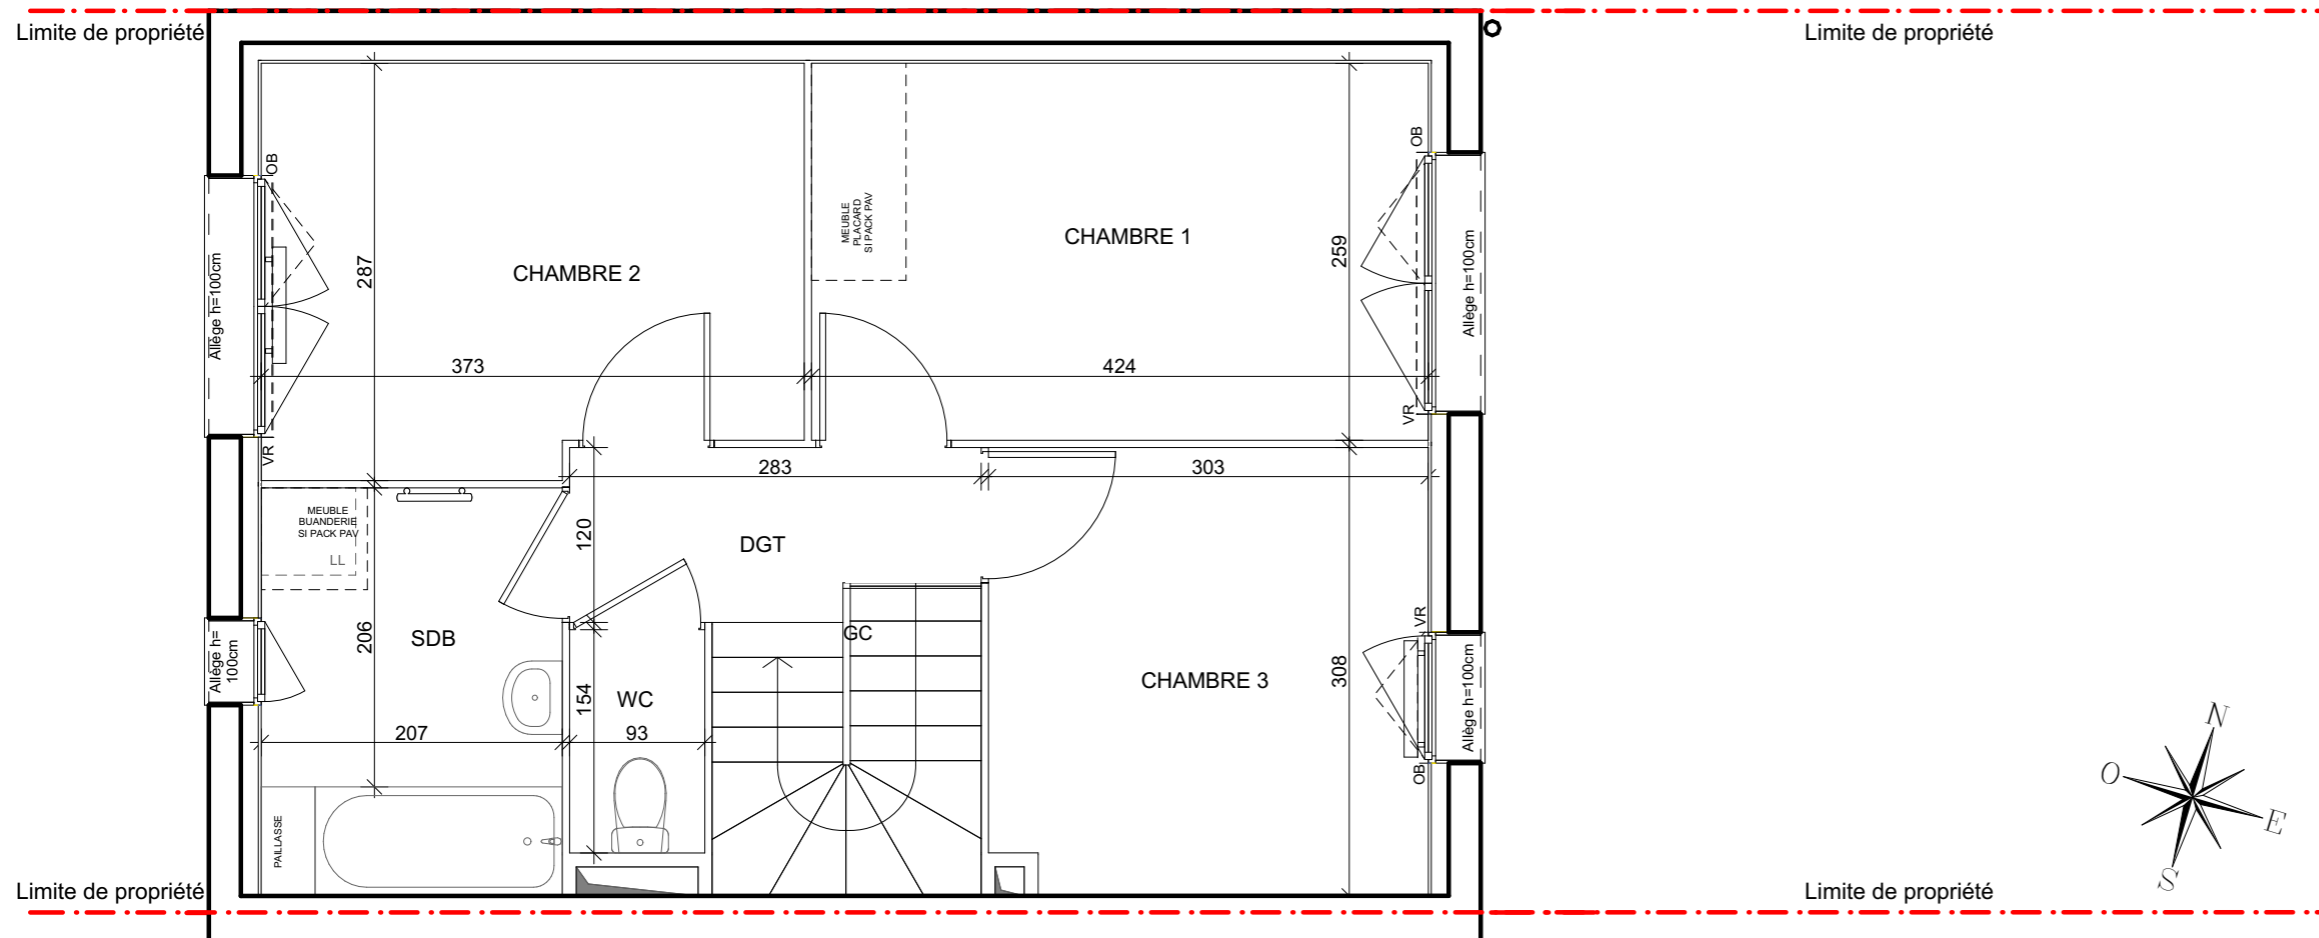 Limite de propriété
Limite de propriété
OB
OB
MEUBLE
PLACARD
SI PACK PAV
CHAMBRE 1
CHAMBRE 2
287
259
Allège h=100cm
Allège h=100cm
373
424
VR
VR
283
303
MEUBLE
BUANDERIE
SI PACK PAV
LL
120
DGT
206
SDB
GC
VR
Allège h=
100cm
154
WC
CHAMBRE 3
308
Allège h=100cm
207
93
OB
N
O
E
S
PAILLASSE
Limite de propriété
Limite de propriété